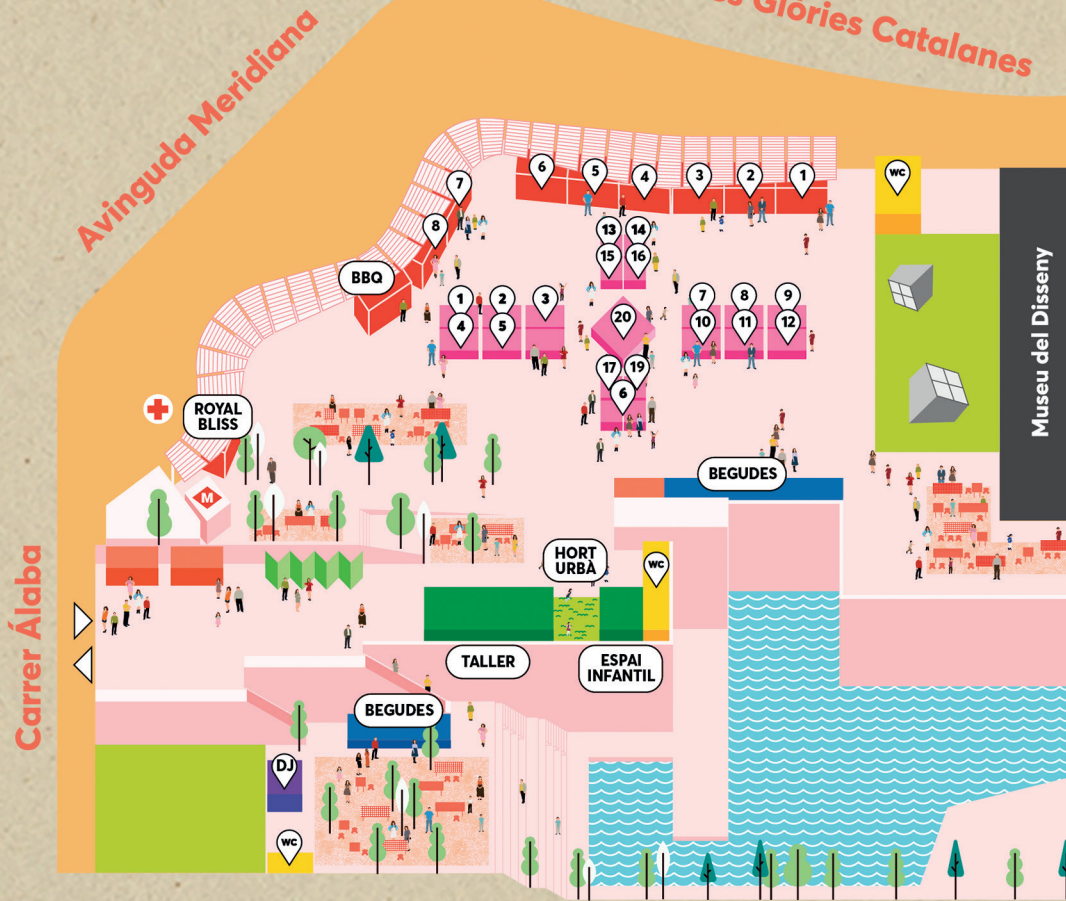 s Glòries Catalanes
Avinguda Meridiana
WC
6
5
4
3
2
1
7
8
13
14
15
16
BBQ
1
2
3
7
8
9
4
5
20
10
11
12
17
19
6
Museu del Disseny
ROYAL
BLISS
M
BEGUDES
HORT
URBÀ
WC
Carrer Álaba
TALLER
ESPAI
INFANTIL
BEGUDES
DJ
WC